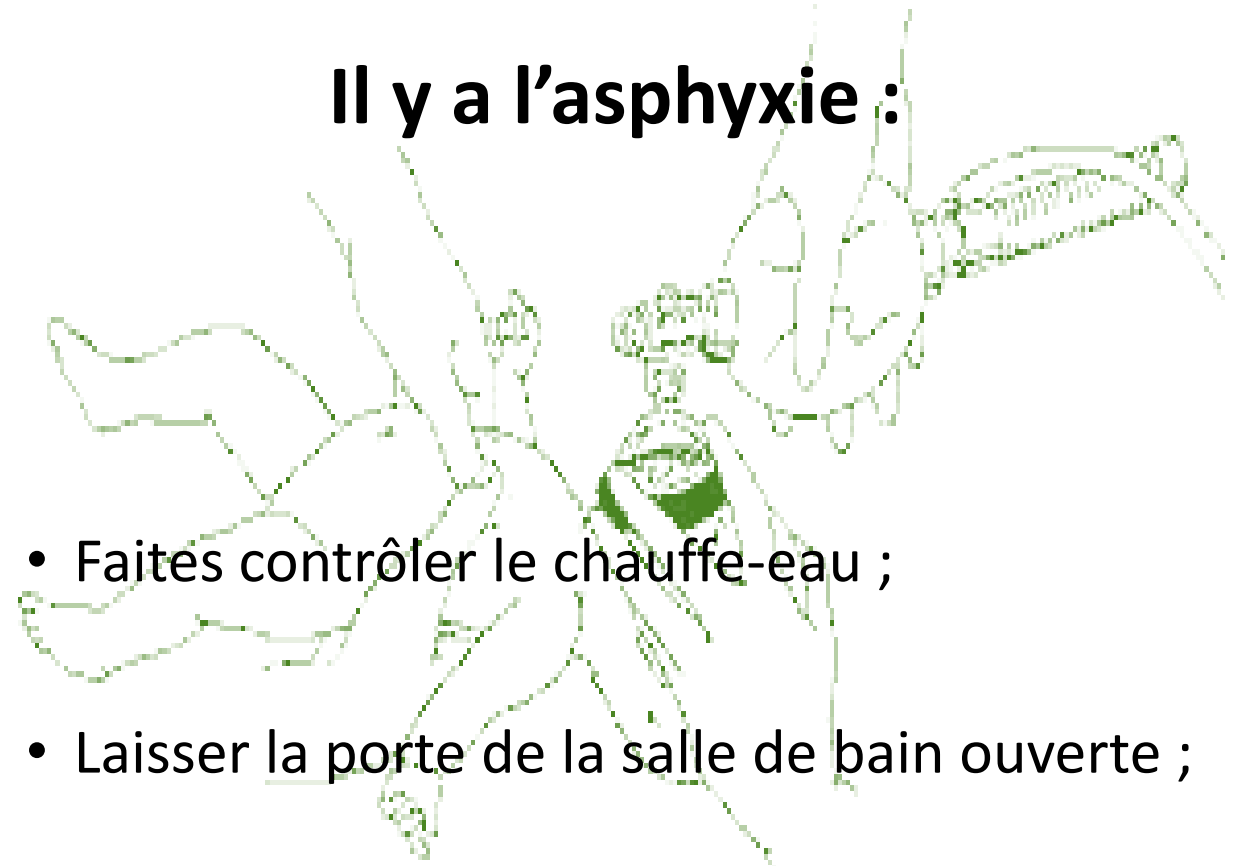 Il y a l’asphyxie :
• Faites contrôler le chauffe-eau ;
• Laisser la porte de la salle de bain ouverte ;